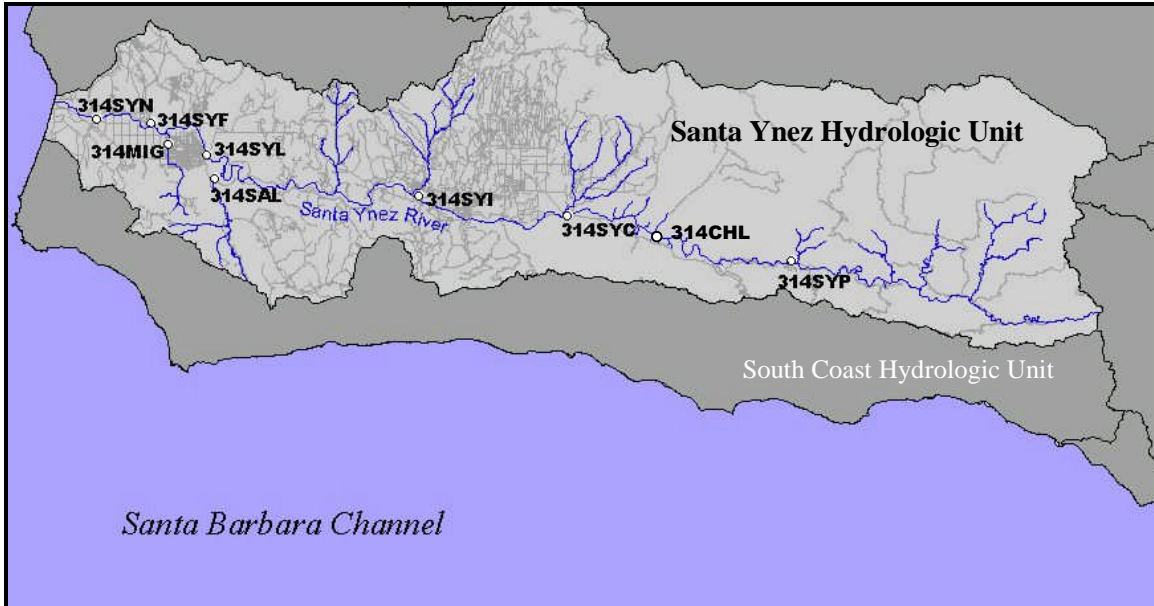 314SYN
314SYF
314MIG
314SYL
Santa Ynez Hydrologic Unit
314SAL
314SYI
Santa Ynez River
314SYC
314CHL
314SYP
South Coast Hydrologic Unit
Santa Barbara Channel